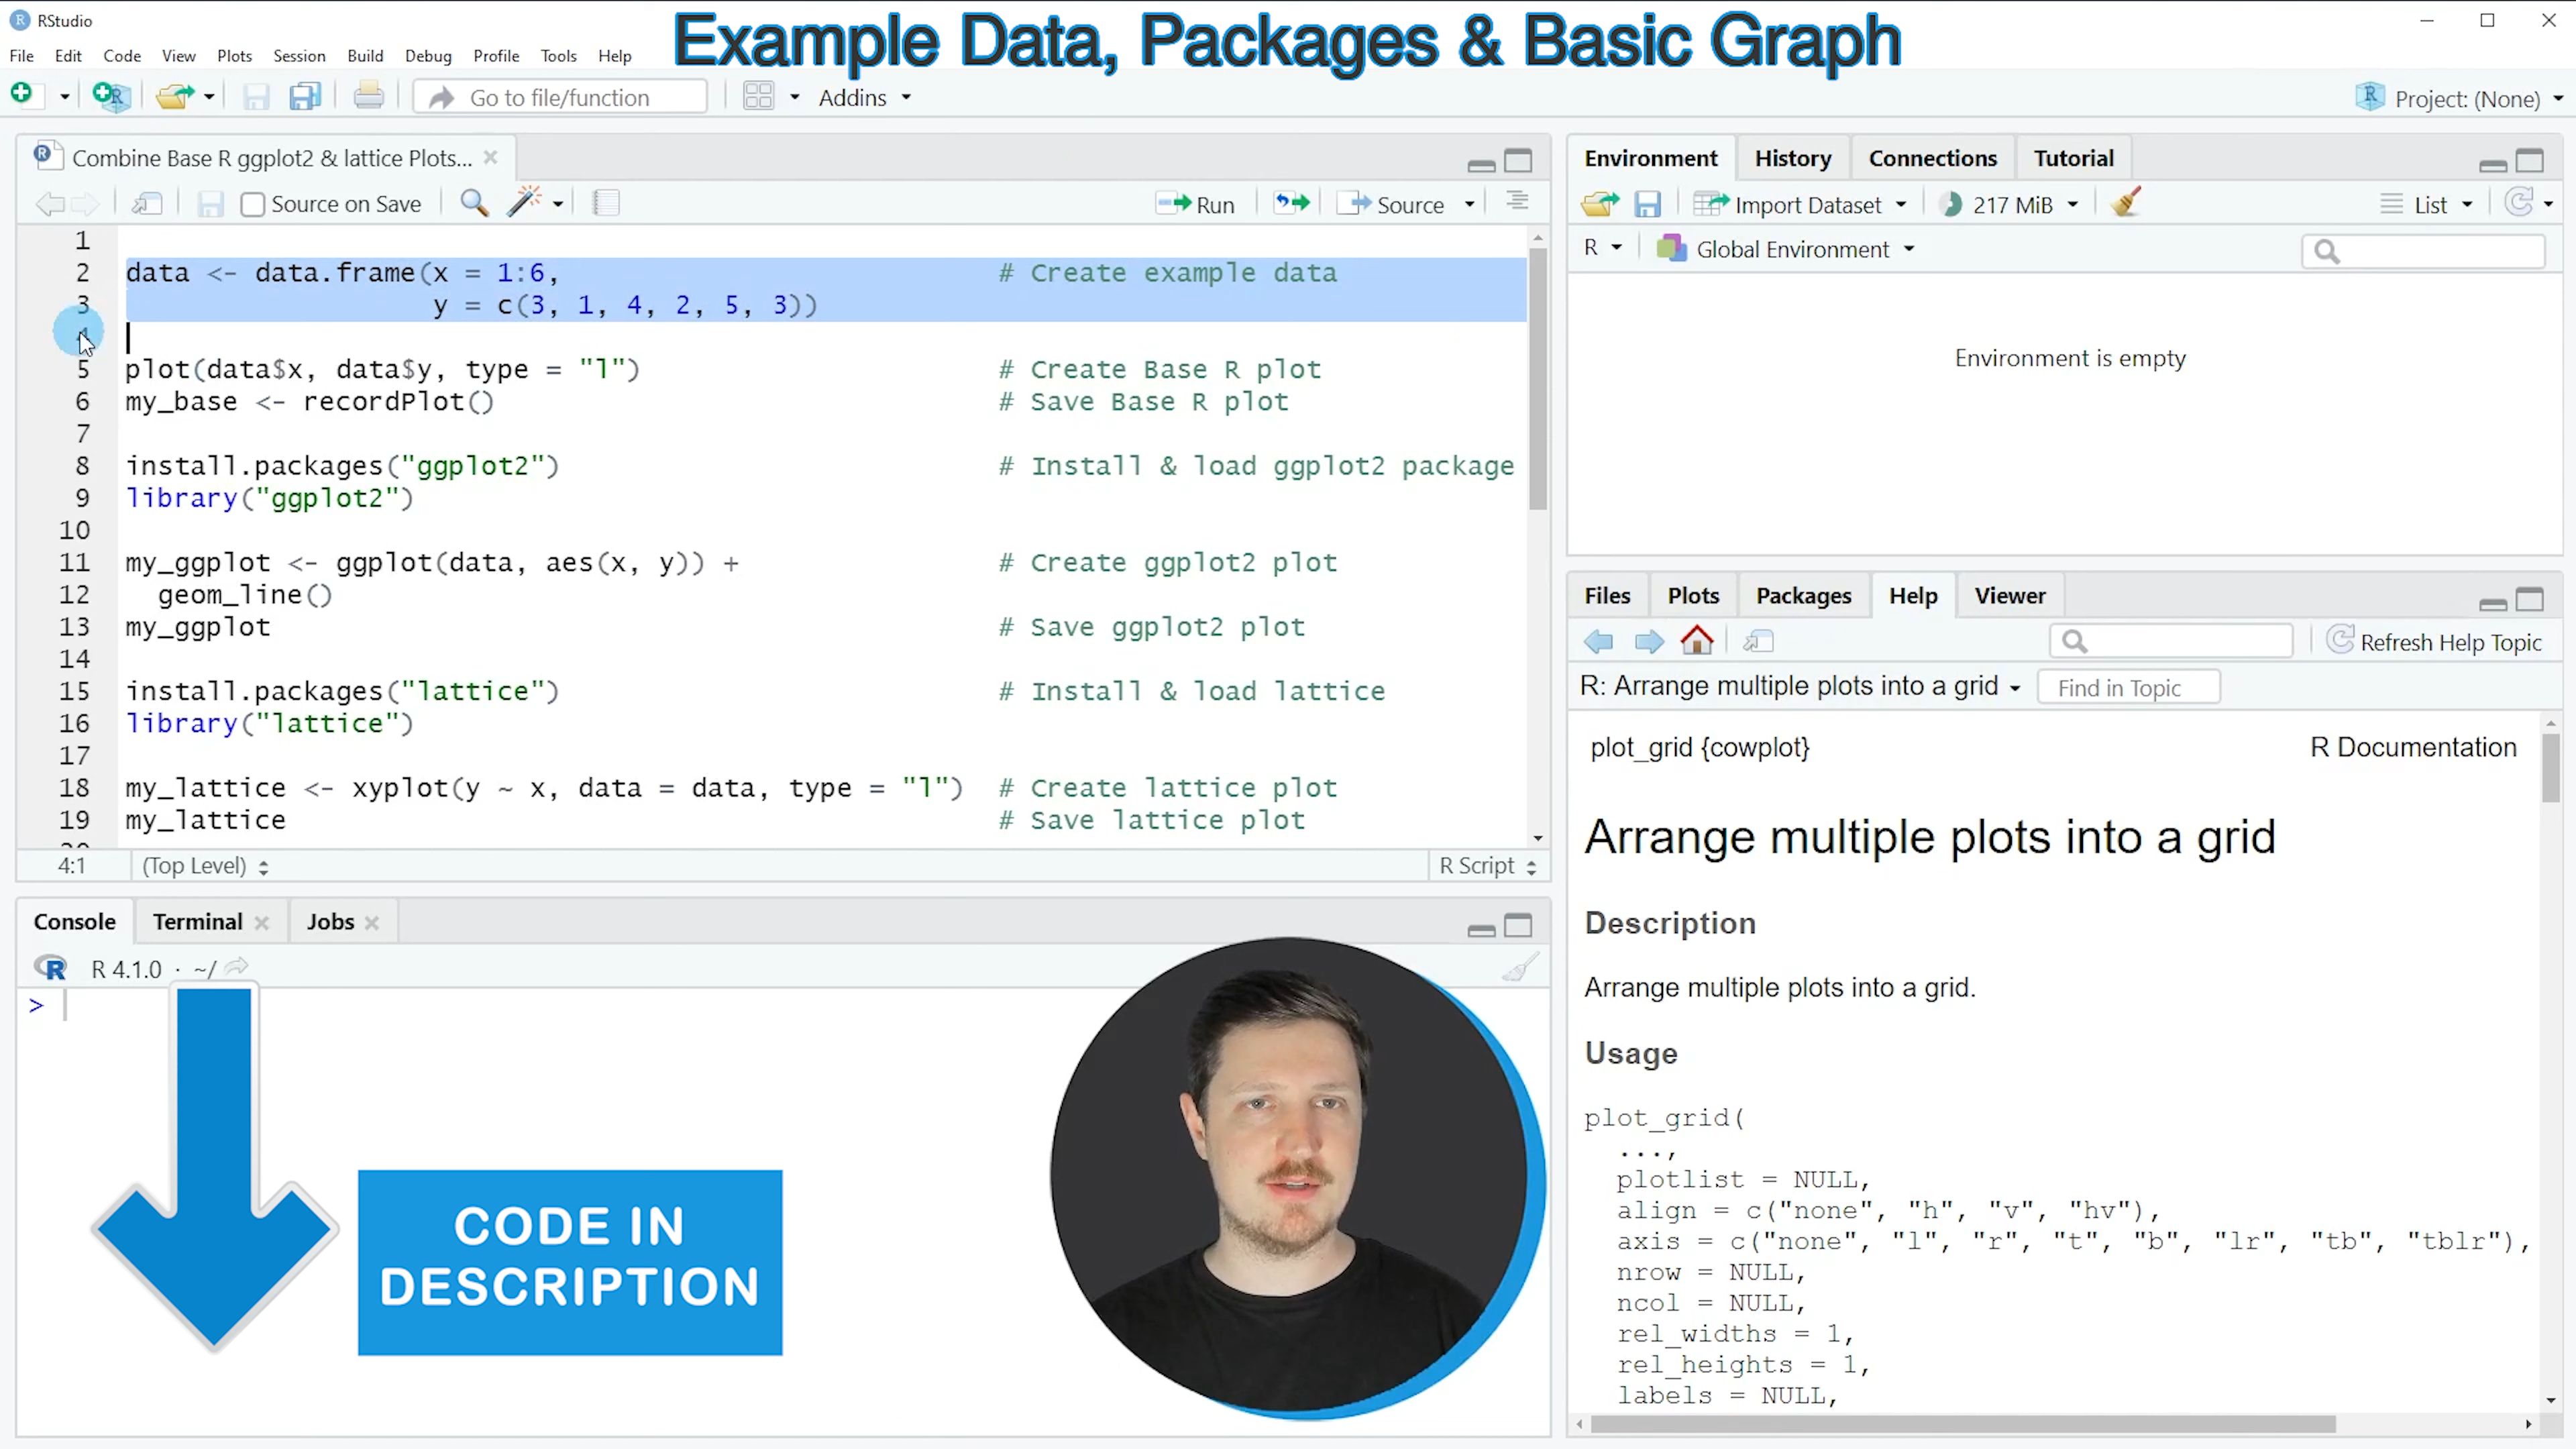 RStudio
Example Data, Packages & Basic Graph
File Edit Code View Plots Session Build Debug Profile Tools Help
Go to file/function
Addins
Project: (None)
Combine Base R ggplot2 & lattice Plots...
Source on Save
Run
Source
1
2 data <- data.frame(x = 1:6, # Create example data
3 y = c(3, 1, 4, 2, 5, 3))
4
5 plot(data$x, data$y, type = "l") # Create Base R plot
6 my_base <- recordPlot() # Save Base R plot
7
8 install.packages("ggplot2") # Install & load ggplot2 package
9 library("ggplot2")
10
11 my_ggplot <- ggplot(data, aes(x, y)) + # Create ggplot2 plot
12 geom_line()
13 my_ggplot # Save ggplot2 plot
14
15 install.packages("lattice") # Install & load lattice
16 library("lattice")
17
18 my_lattice <- xyplot(y ~ x, data = data, type = "l") # Create lattice plot
19 my_lattice # Save lattice plot
20
4:1 (Top Level) R Script
Console Terminal Jobs
R 4.1.0 · ~/
>
CODE IN
DESCRIPTION
Environment History Connections Tutorial
Import Dataset 217 MiB List
R Global Environment
Environment is empty
Files Plots Packages Help Viewer
Refresh Help Topic
R: Arrange multiple plots into a grid Find in Topic
plot_grid {cowplot} R Documentation
Arrange multiple plots into a grid
Description
Arrange multiple plots into a grid.
Usage
plot_grid(
...,
plotlist = NULL,
align = c("none", "h", "v", "hv"),
axis = c("none", "l", "r", "t", "b", "lr", "tb", "tblr"),
nrow = NULL,
ncol = NULL,
rel_widths = 1,
rel_heights = 1,
labels = NULL,